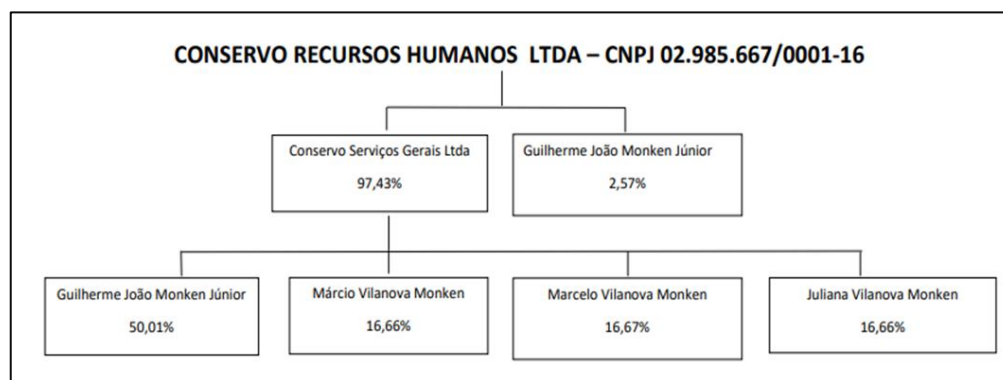 CONSERVO RECURSOS HUMANOS LTDA – CNPJ 02.985.667/0001-16
Conservo Serviços Gerais Ltda
97,43%
Guilherme João Monken Júnior
2,57%
Guilherme João Monken Júnior
50,01%
Márcio Vilanova Monken
16,66%
Marcelo Vilanova Monken
16,67%
Juliana Vilanova Monken
16,66%